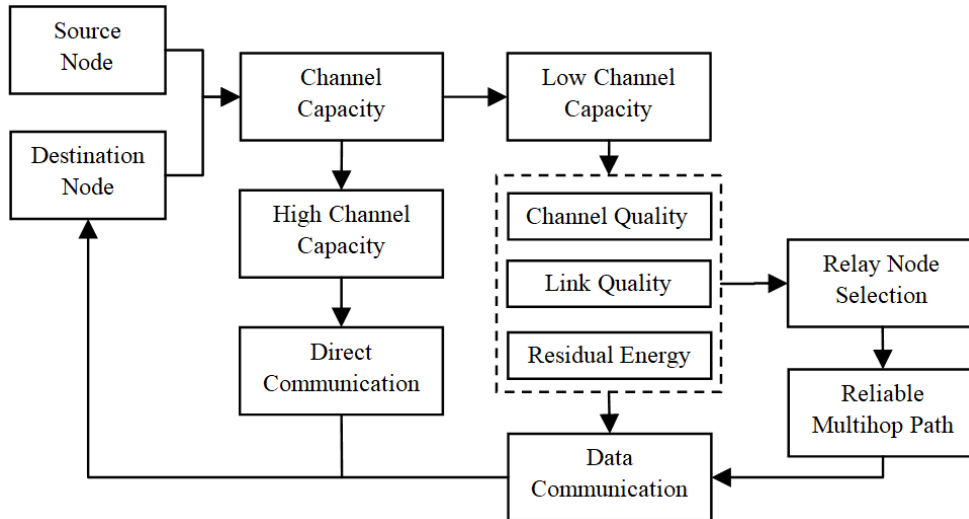 Source
Node
Channel
Capacity
Low Channel
Capacity
Destination
Node
High Channel
Capacity
Channel Quality
Link Quality
Residual Energy
Relay Node
Selection
Direct
Communication
Reliable
Multihop Path
Data
Communication